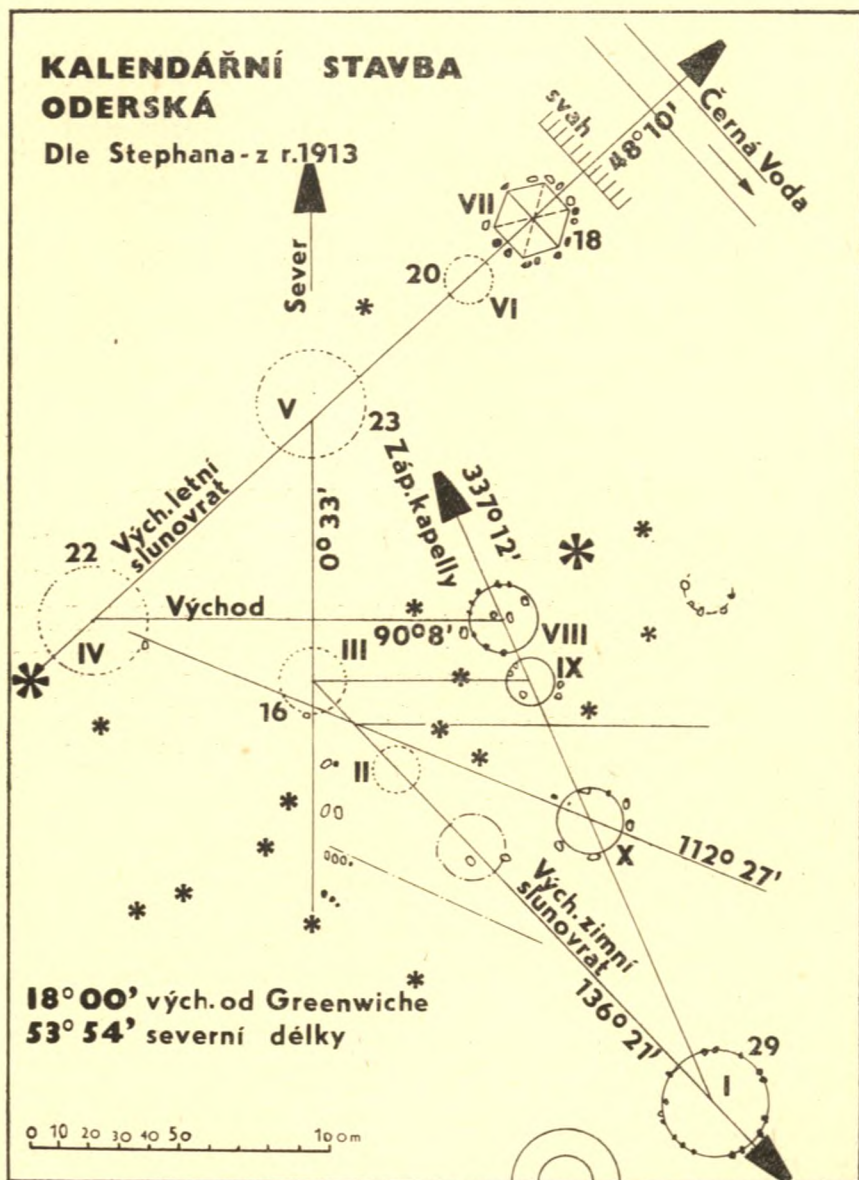 KALENDÁŘNÍ STAVBA
ODERSKÁ
Dle Stephana - z r. 1913
Sever
svah
48° 10'
Černá Voda
VII
18
20
VI
V
23
Vých. letní
slunovrat
0° 33'
Záp. kapelly
337° 12'
22
IV
Východ
90° 8'
VIII
III
IX
16
II
X
112° 27'
Vých. zimní
slunovrat
136° 21'
29
I
18° 00' vých. od Greenwiche
53° 54' severní délky
0 10 20 30 40 50 100m